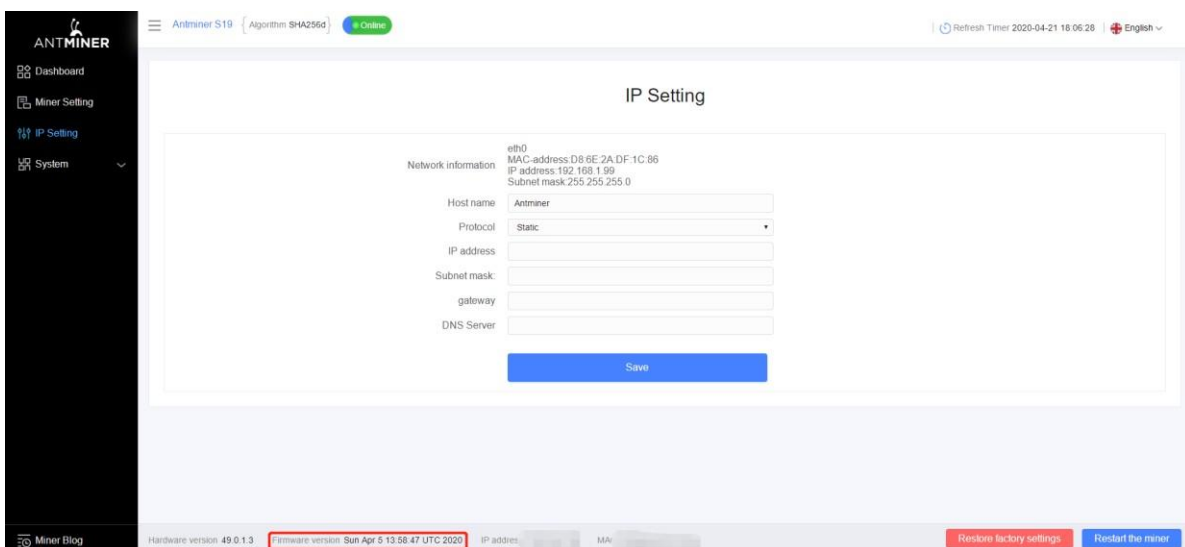 ANTMINER
Antminer S19 { Algorithm SHA256d } Online
Refresh Timer 2020-04-21 18:06:28 English
Dashboard
Miner Setting
IP Setting
System
IP Setting
Network information
eth0
MAC-address:D8:6E:2A:DF:1C:86
IP address:192.168.1.99
Subnet mask:255.255.255.0
Host name Antminer
Protocol Static
IP address
Subnet mask:
gateway
DNS Server
Save
Miner Blog
Hardware version 49.0.1.3 Firmware version Sun Apr 5 13:58:47 UTC 2020 IP addres MA
Restore factory settings Restart the miner